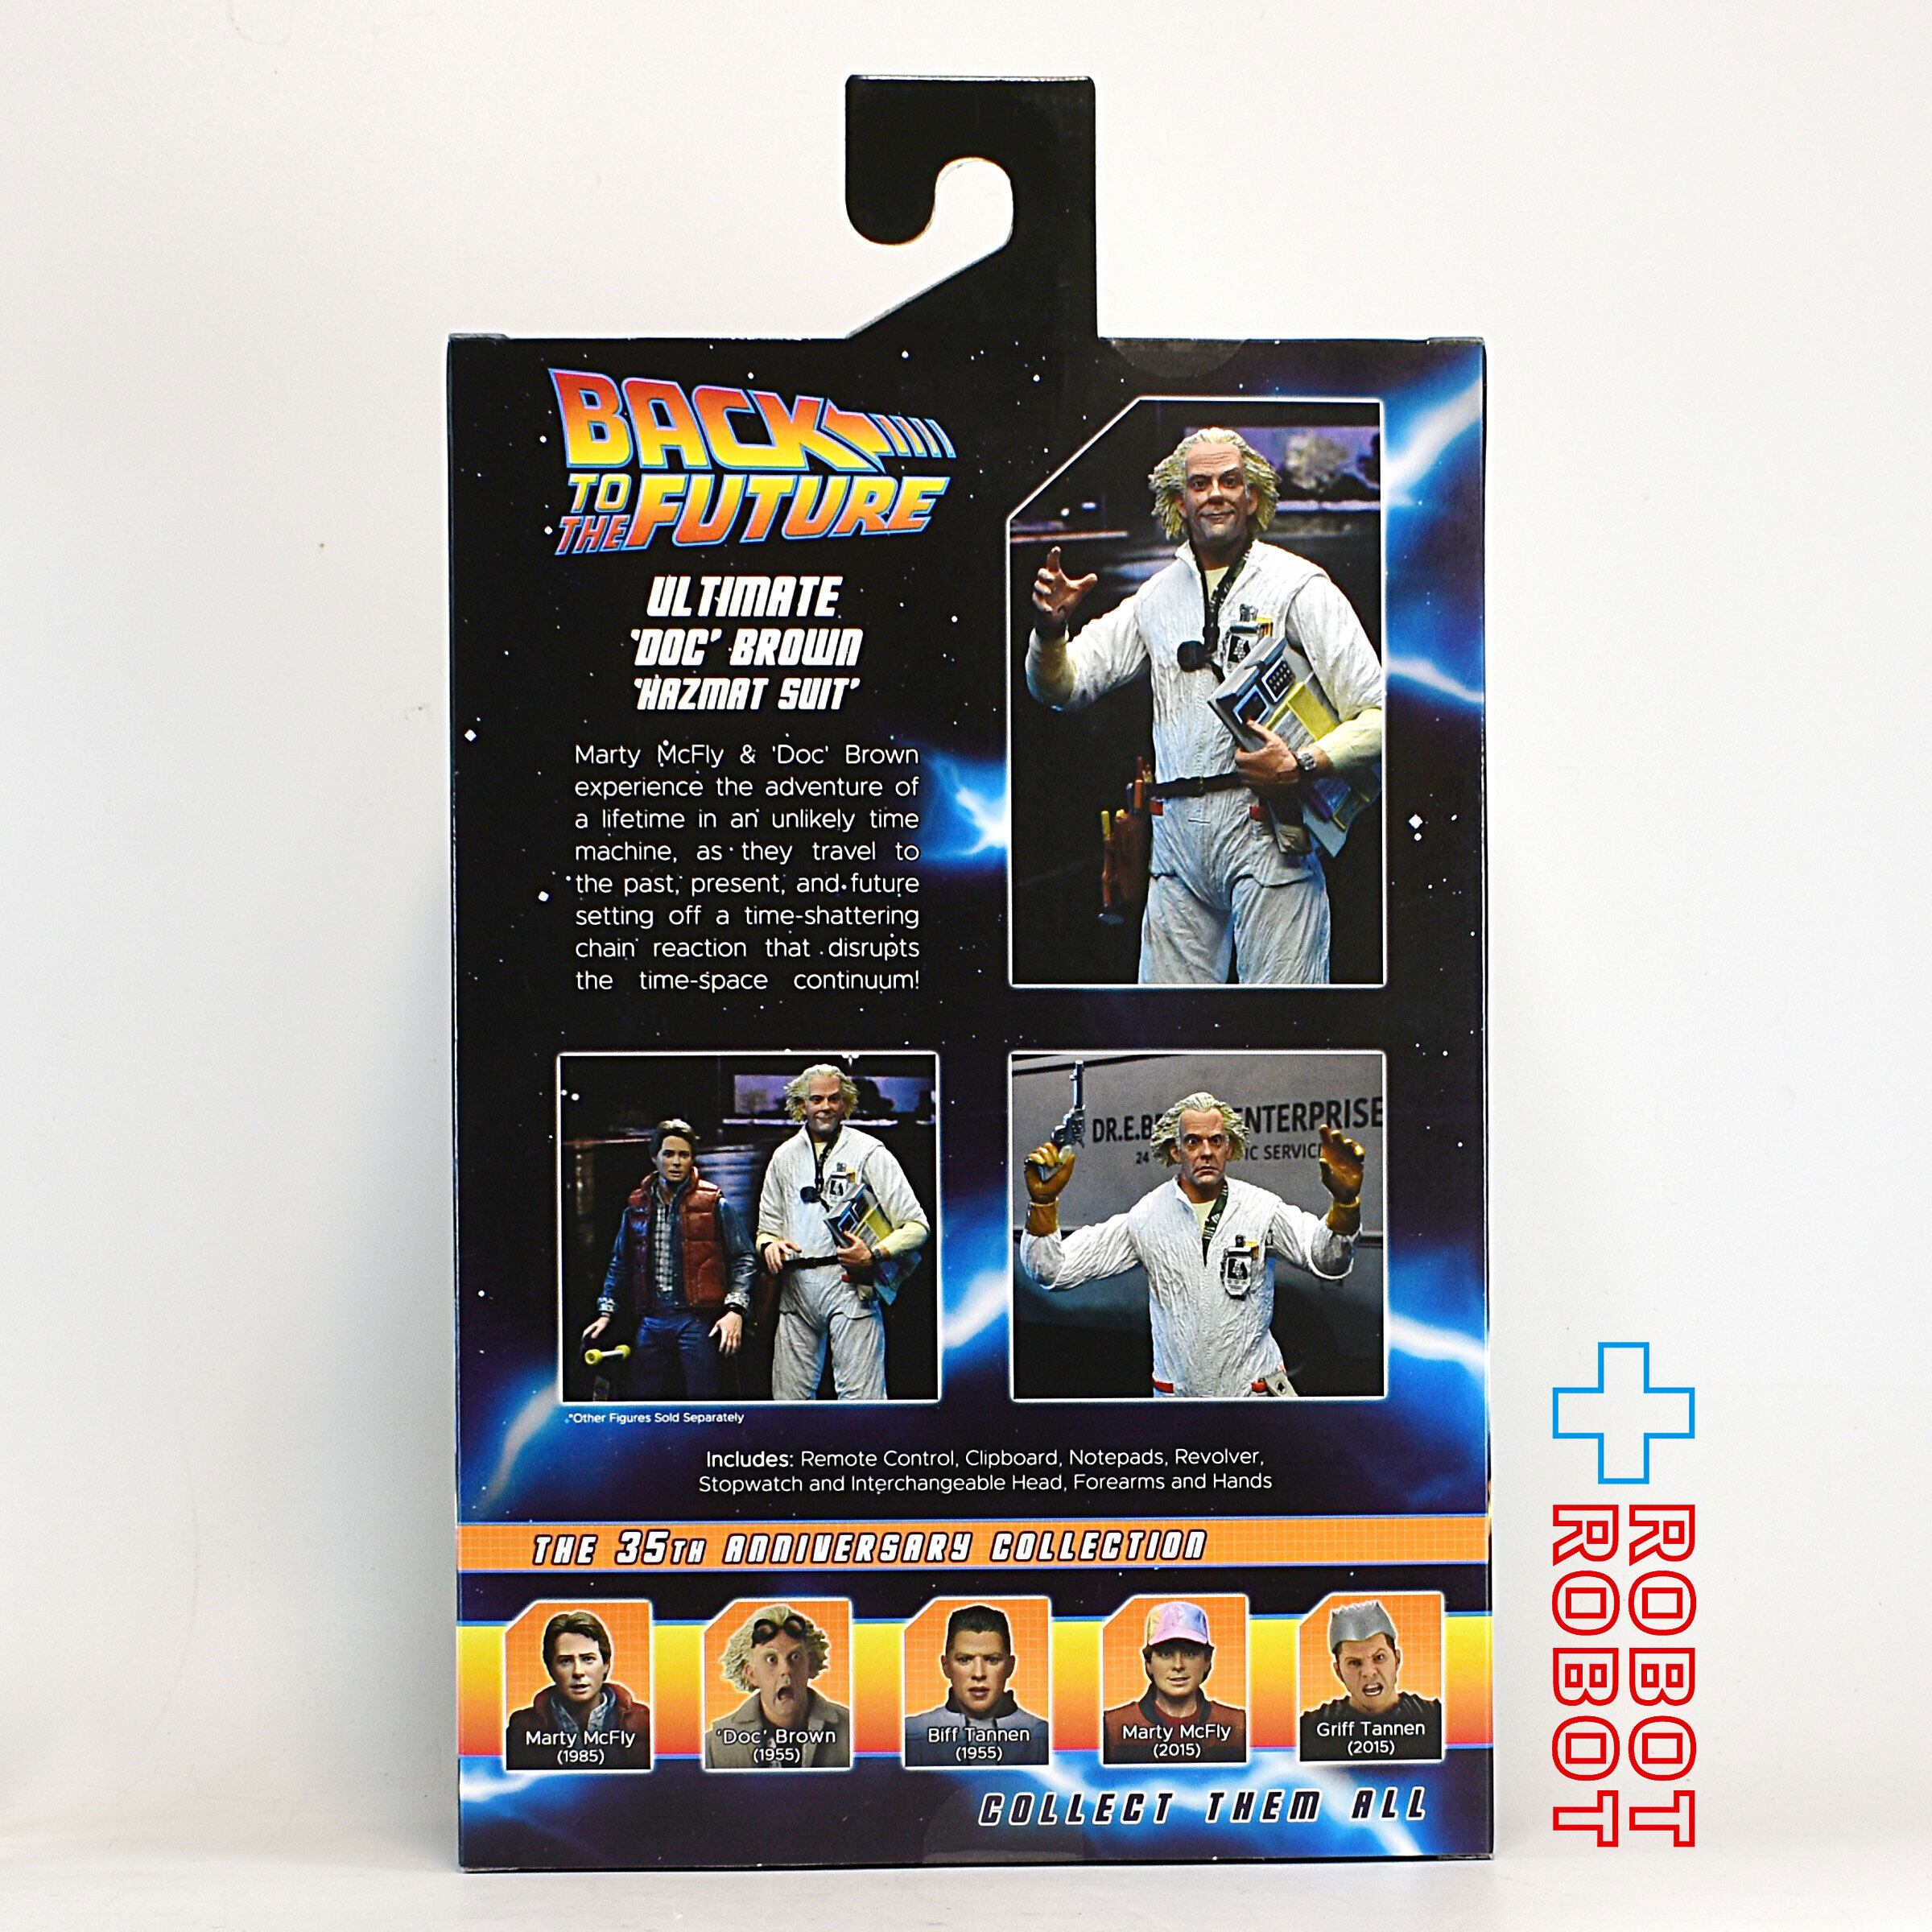 BACK
TO THE FUTURE
ULTIMATE
'DOC' BROWN
'HAZMAT SUIT'
Marty McFly & 'Doc' Brown
experience the adventure of
a lifetime in an unlikely time
machine, as they travel to
the past, present, and future
setting off a time-shattering
chain reaction that disrupts
the time-space continuum!
DR.E. ENTERPRISE
24
*Other Figures Sold Separately
Includes: Remote Control, Clipboard, Notepads, Revolver,
Stopwatch and Interchangeable Head, Forearms and Hands
THE 35TH ANNIVERSARY COLLECTION
Marty McFly
(1985)
'Doc' Brown
(1955)
Biff Tannen
(1955)
Marty McFly
(2015)
Griff Tannen
(2015)
COLLECT THEM ALL
ROBOT
ROBOT